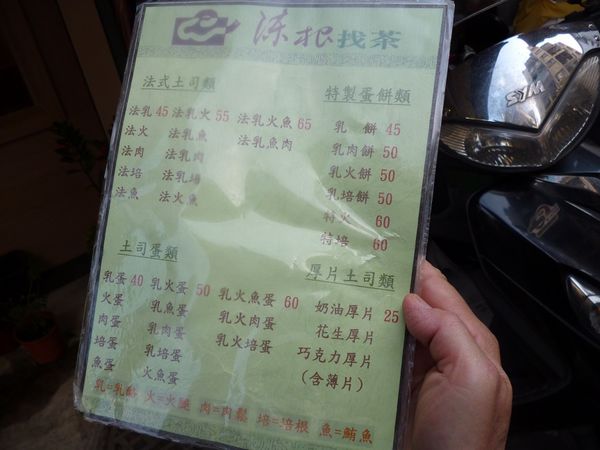 涷根找茶
法式土司類
法乳 45 法乳火 55 法乳火魚 65
法火 法乳魚 法乳魚肉
法肉 法乳肉
法培 法乳培
法魚 法火魚
特製蛋餅類
乳餅 45
乳肉餅 50
乳火餅 50
乳培餅 50
特火 60
特培 60
土司蛋類
乳蛋 40 乳火蛋 50 乳火魚蛋 60
火蛋 乳魚蛋 乳火肉蛋
肉蛋 乳肉蛋 乳火培蛋
培蛋 乳培蛋
魚蛋 火魚蛋
厚片土司類
奶油厚片 25
花生厚片
巧克力厚片
(含薄片)
乳=乳酪 火=火腿 肉=肉鬆 培=培根 魚=鮪魚
SYM